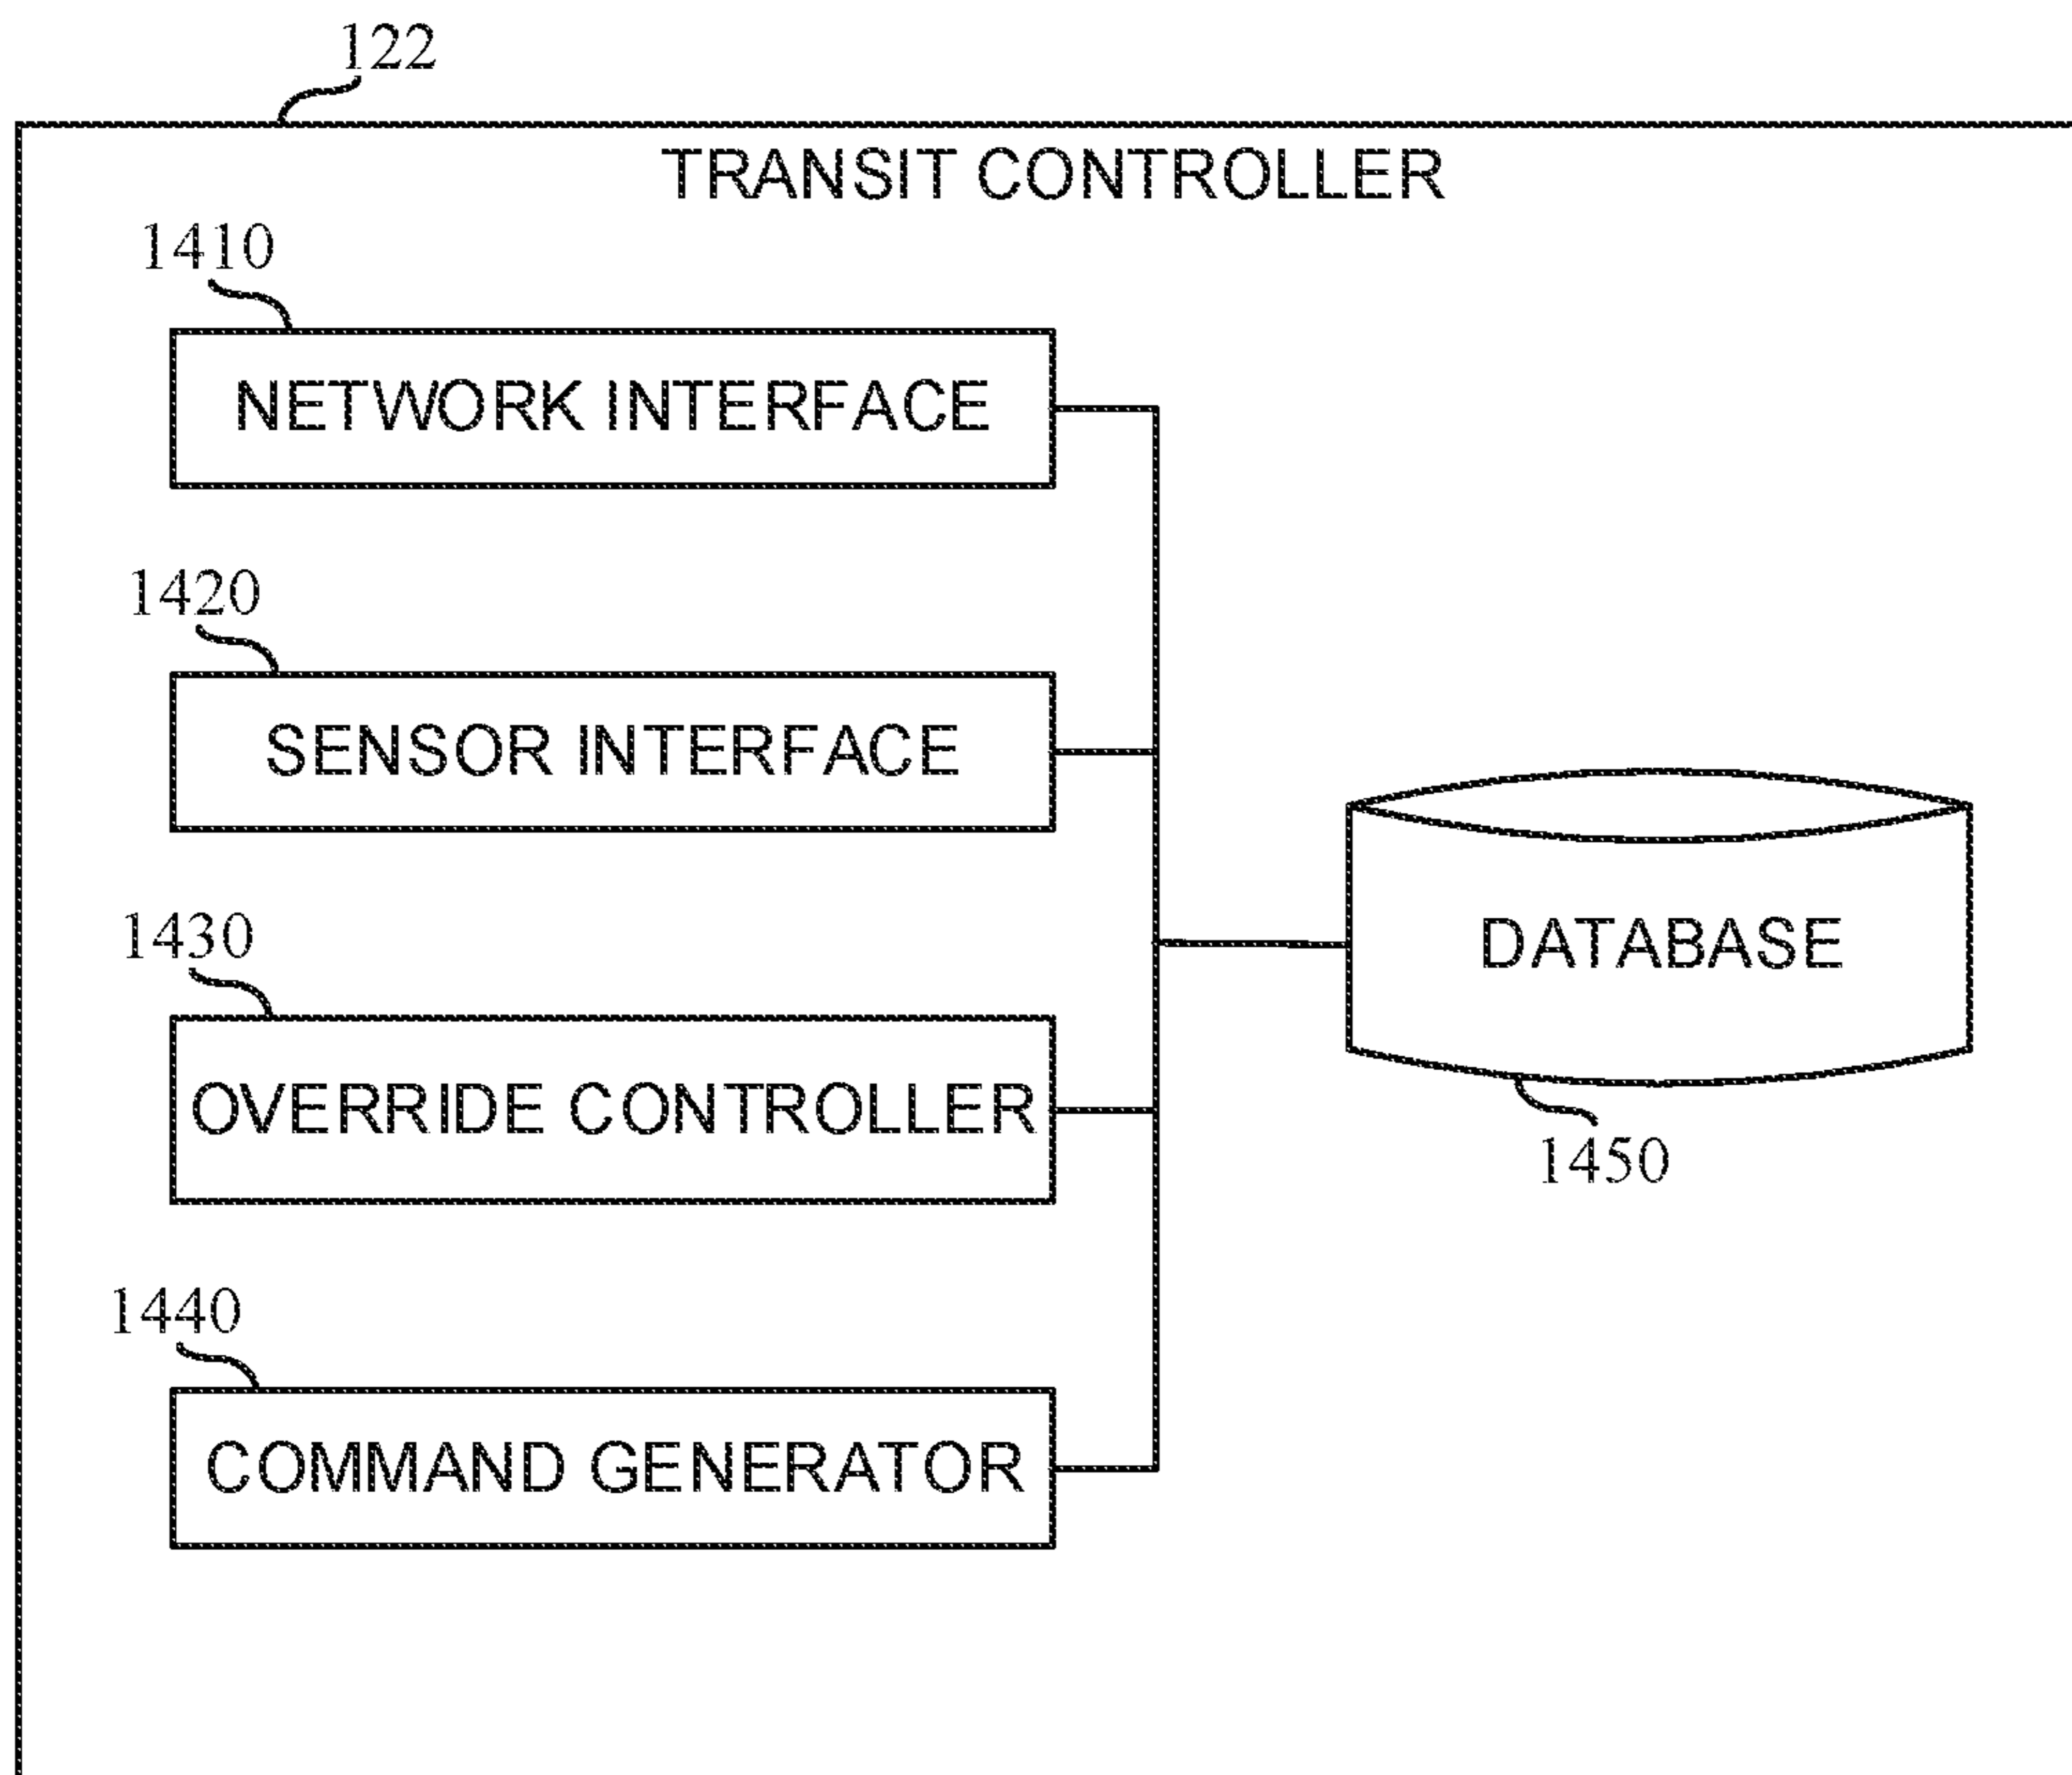 122
TRANSIT CONTROLLER
1410
NETWORK INTERFACE
1420
SENSOR INTERFACE
1430
OVERRIDE CONTROLLER
1440
COMMAND GENERATOR
DATABASE
1450